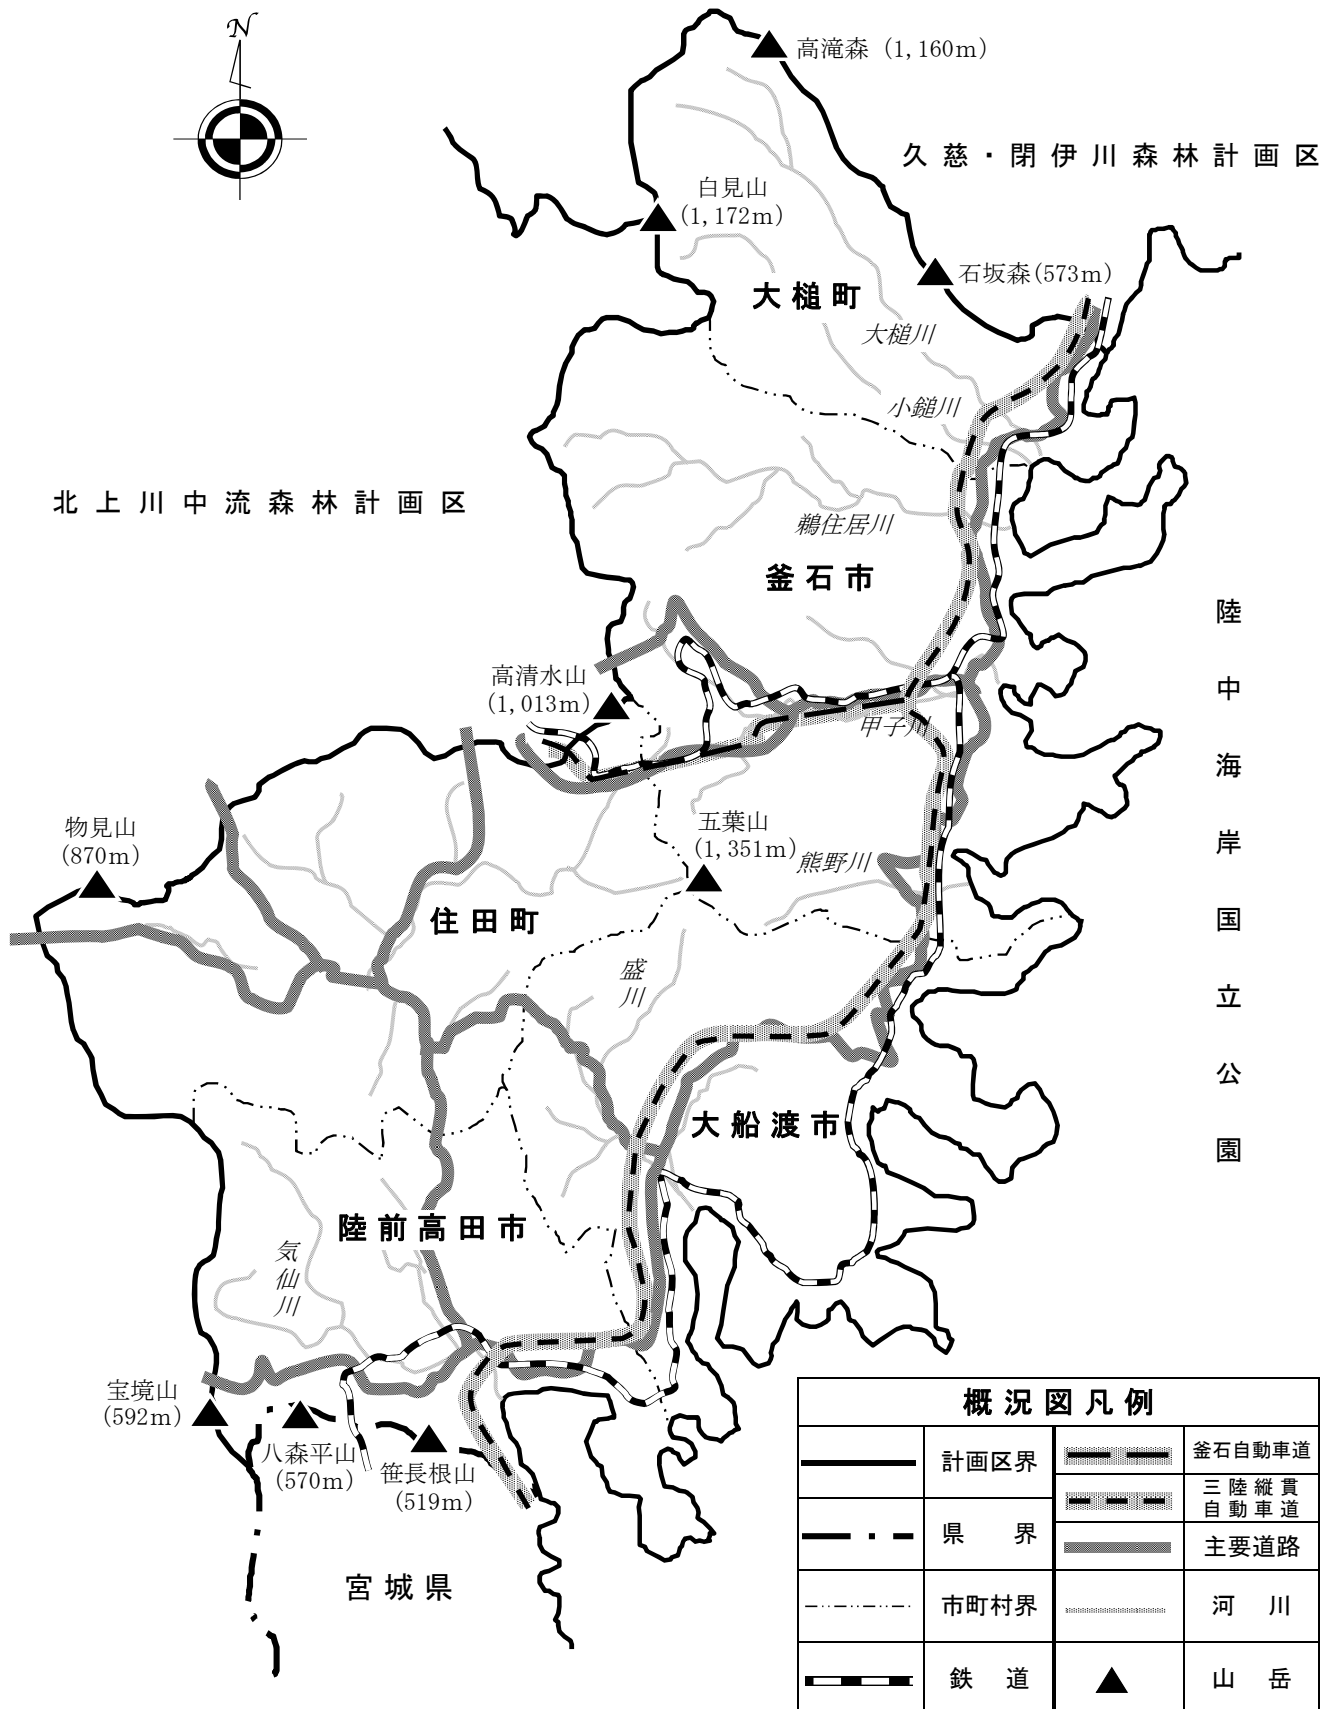 N
高滝森 (1,160m)
久慈・閉伊川森林計画区
白見山
(1,172m)
石坂森(573m)
大槌町
大槌川
小鎚川
北上川中流森林計画区
鵜住居川
釜石市
陸中海岸国立公園
高清水山
(1,013m)
甲子川
物見山
(870m)
五葉山
(1,351m)
熊野川
住田町
盛川
大船渡市
陸前高田市
気仙川
宝境山
(592m)
八森平山
(570m)
笹長根山
(519m)
宮城県
概況図凡例
計画区界
釜石自動車道
三陸縦貫
自動車道
県界
主要道路
市町村界
河川
鉄道
山岳